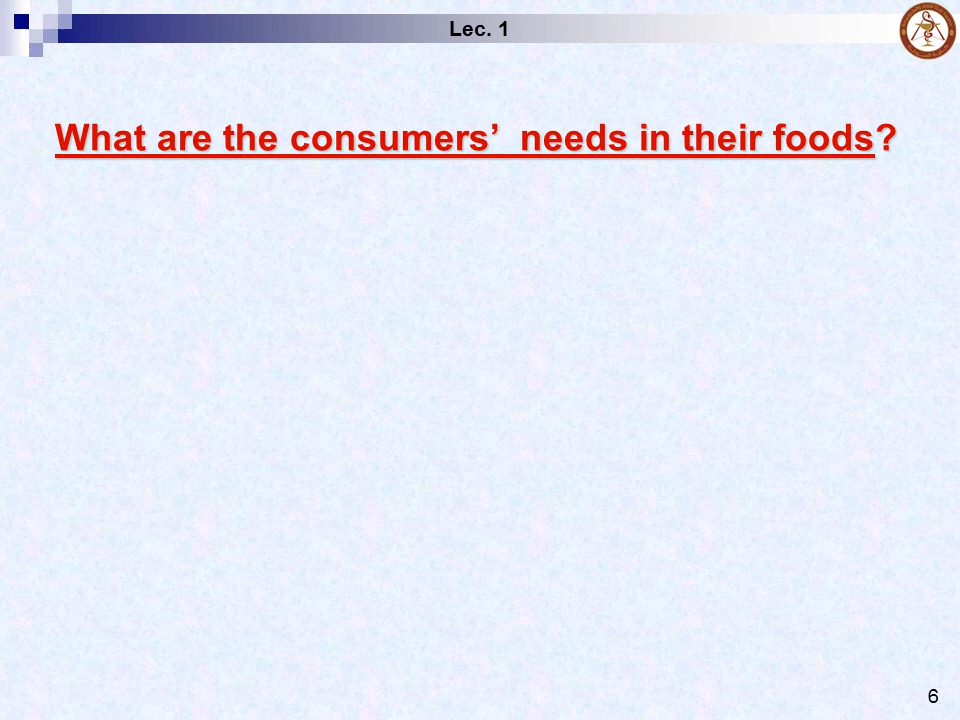 Lec. 1
What are the consumers’  needs in their foods?
6